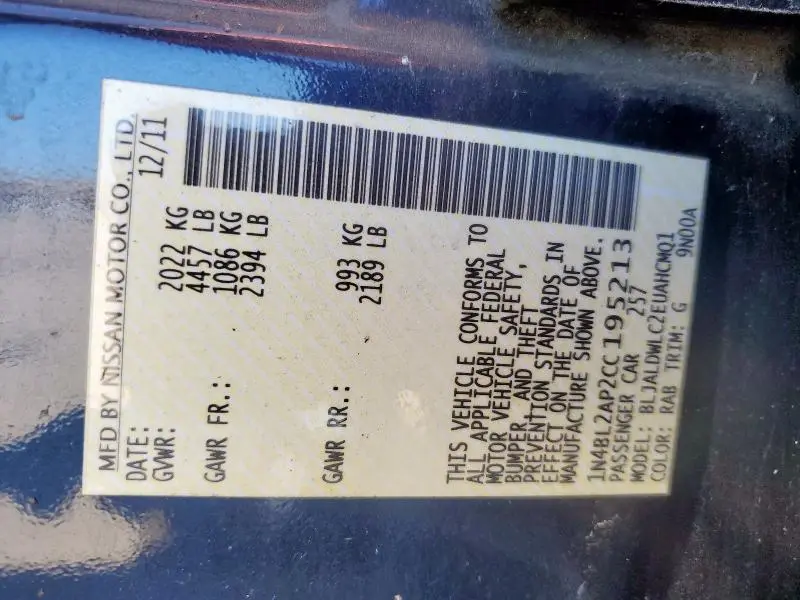 MFD BY NISSAN MOTOR CO., LTD.
DATE: 12/11
GVWR: 2022 KG
4457 LB
GAWR FR.: 1086 KG
2394 LB
GAWR RR.: 993 KG
2189 LB
THIS VEHICLE CONFORMS TO
ALL APPLICABLE FEDERAL
MOTOR VEHICLE SAFETY,
BUMPER, AND THEFT
PREVENTION STANDARDS IN
EFFECT ON THE DATE OF
MANUFACTURE SHOWN ABOVE.
1N4BL2AP2CC195213
PASSENGER CAR 257
MODEL: BLJALDWLC2EUAHCMQ1
COLOR: RAB TRIM: G 9N00A